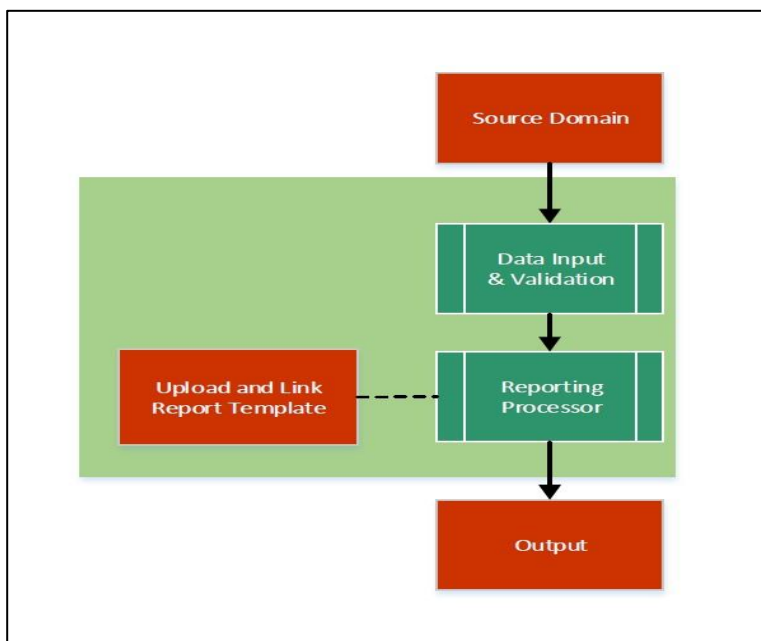 Source Domain
Data Input
& Validation
Upload and Link
Report Template
Reporting
Processor
Output